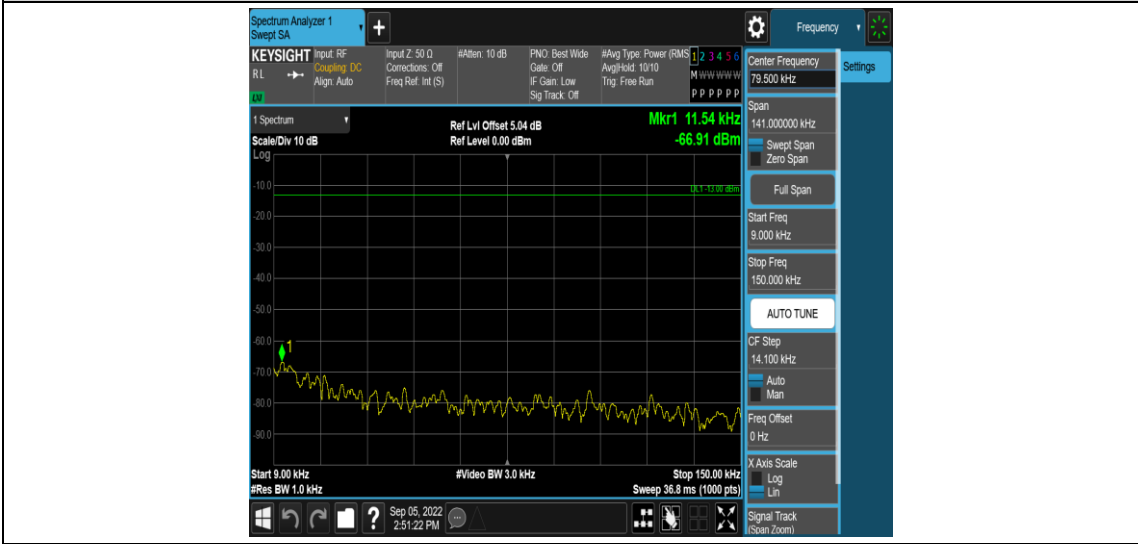 Spectrum Analyzer 1
Swept SA
+
Frequency
KEYSIGHT
RL
Input: RF
Coupling: DC
Align: Auto
Input Z: 50 Ω
Corrections: Off
Freq Ref: Int (S)
#Atten: 10 dB
PNO: Best Wide
Gate: Off
IF Gain: Low
Sig Track: Off
#Avg Type: Power (RMS
Avg|Hold: 10/10
Trig: Free Run
1 2 3 4 5 6
M W W W W W
P P P P P P
1 Spectrum
Scale/Div 10 dB
Log
Ref Lvl Offset 5.04 dB
Ref Level 0.00 dBm
Mkr1 11.54 kHz
-66.91 dBm
DL1 -13.00 dBm
-10.0
-20.0
-30.0
-40.0
-50.0
-60.0
1
-70.0
-80.0
-90.0
Start 9.00 kHz
#Res BW 1.0 kHz
#Video BW 3.0 kHz
Stop 150.00 kHz
Sweep 36.8 ms (1000 pts)
Center Frequency
79.500 kHz
Settings
Span
141.000000 kHz
Swept Span
Zero Span
Full Span
Start Freq
9.000 kHz
Stop Freq
150.000 kHz
AUTO TUNE
CF Step
14.100 kHz
Auto
Man
Freq Offset
0 Hz
X Axis Scale
Log
Lin
Signal Track
(Span Zoom)
?
Sep 05, 2022
2:51:22 PM